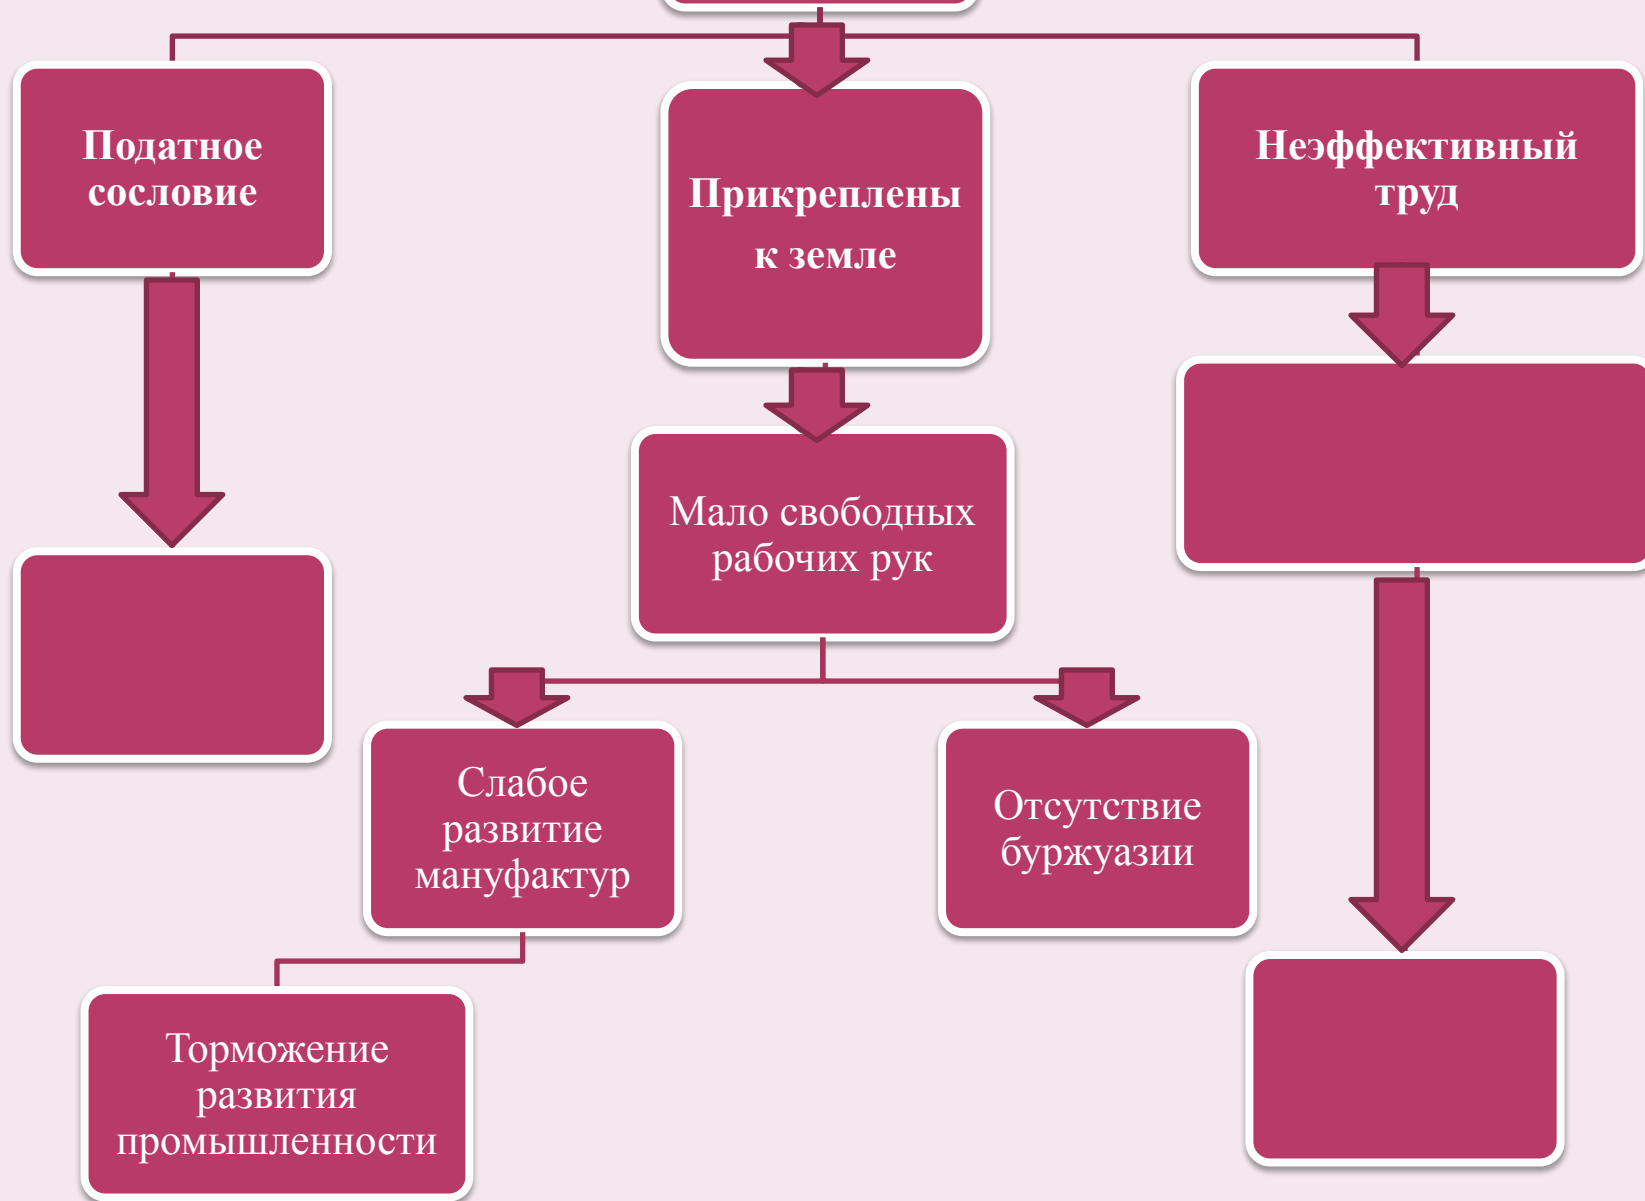 Податное
сословие
Прикреплены
к земле
Неэффективный
труд
Мало свободных
рабочих рук
Слабое
развитие
мануфактур
Отсутствие
буржуазии
Торможение
развития
промышленности